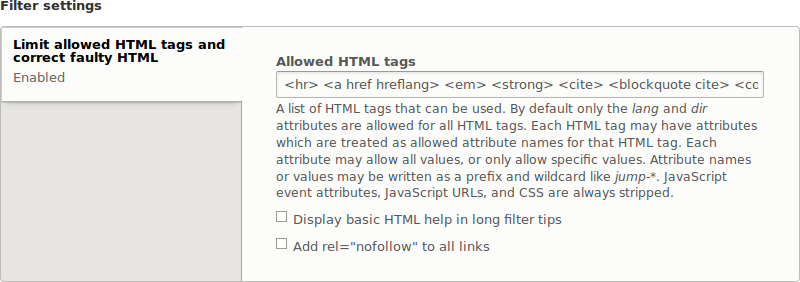 Filter settings
Limit allowed HTML tags and
correct faulty HTML
Enabled
Allowed HTML tags
<hr> <a href hreflang> <em> <strong> <cite> <blockquote cite> <cc
A list of HTML tags that can be used. By default only the lang and dir
attributes are allowed for all HTML tags. Each HTML tag may have attributes
which are treated as allowed attribute names for that HTML tag. Each
attribute may allow all values, or only allow specific values. Attribute names
or values may be written as a prefix and wildcard like jump-*. JavaScript
event attributes, JavaScript URLs, and CSS are always stripped.
Display basic HTML help in long filter tips
Add rel="nofollow" to all links